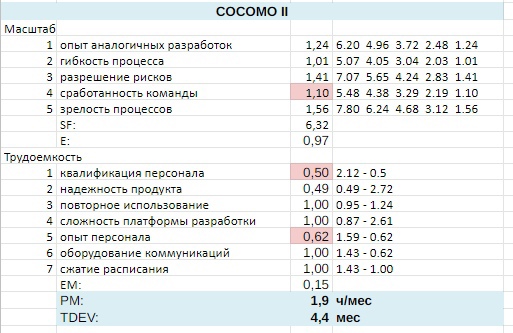 COCOMO II
Масштаб
1 опыт аналогичных разработок 1,24 6.20 4.96 3.72 2.48 1.24
2 гибкость процесса 1,01 5.07 4.05 3.04 2.03 1.01
3 разрешение рисков 1,41 7.07 5.65 4.24 2.83 1.41
4 сработанность команды 1,10 5.48 4.38 3.29 2.19 1.10
5 зрелость процессов 1,56 7.80 6.24 4.68 3.12 1.56
SF: 6,32
E: 0,97
Трудоемкость
1 квалификация персонала 0,50 2.12 - 0.5
2 надежность продукта 0,49 0.49 - 2.72
3 повторное использование 1,00 0.95 - 1.24
4 сложность платформы разработки 1,00 0.87 - 2.61
5 опыт персонала 0,62 1.59 - 0.62
6 оборудование коммуникаций 1,00 1.43 - 0.62
7 сжатие расписания 1,00 1.43 - 1.00
EM: 0,15
PM: 1,9 ч/мес
TDEV: 4,4 мес